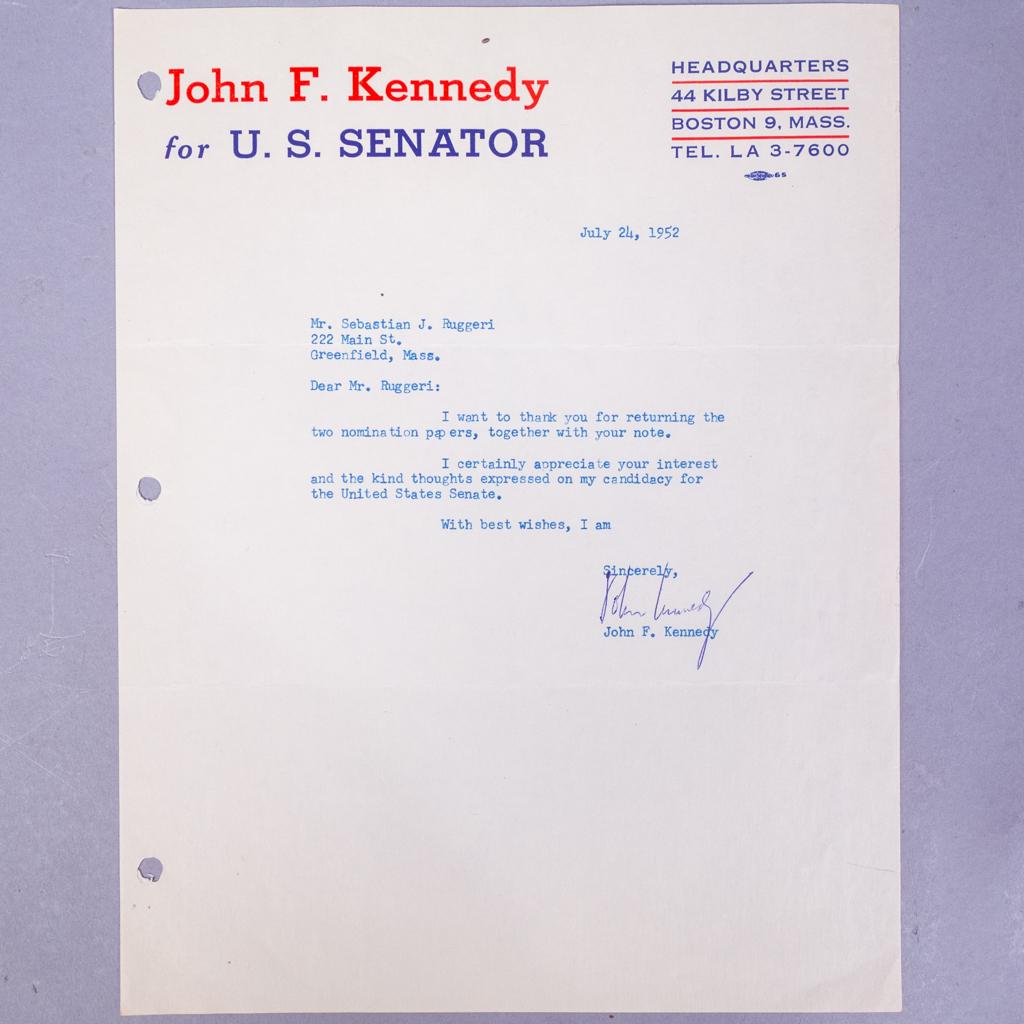 John F. Kennedy
for U. S. SENATOR
HEADQUARTERS
44 KILBY STREET
BOSTON 9, MASS.
TEL. LA 3-7600
65
July 24, 1952
Mr. Sebastian J. Ruggeri
222 Main St.
Greenfield, Mass.
Dear Mr. Ruggeri:
I want to thank you for returning the
two nomination papers, together with your note.
I certainly appreciate your interest
and the kind thoughts expressed on my candidacy for
the United States Senate.
With best wishes, I am
Sincerely,
John Kennedy
John F. Kennedy